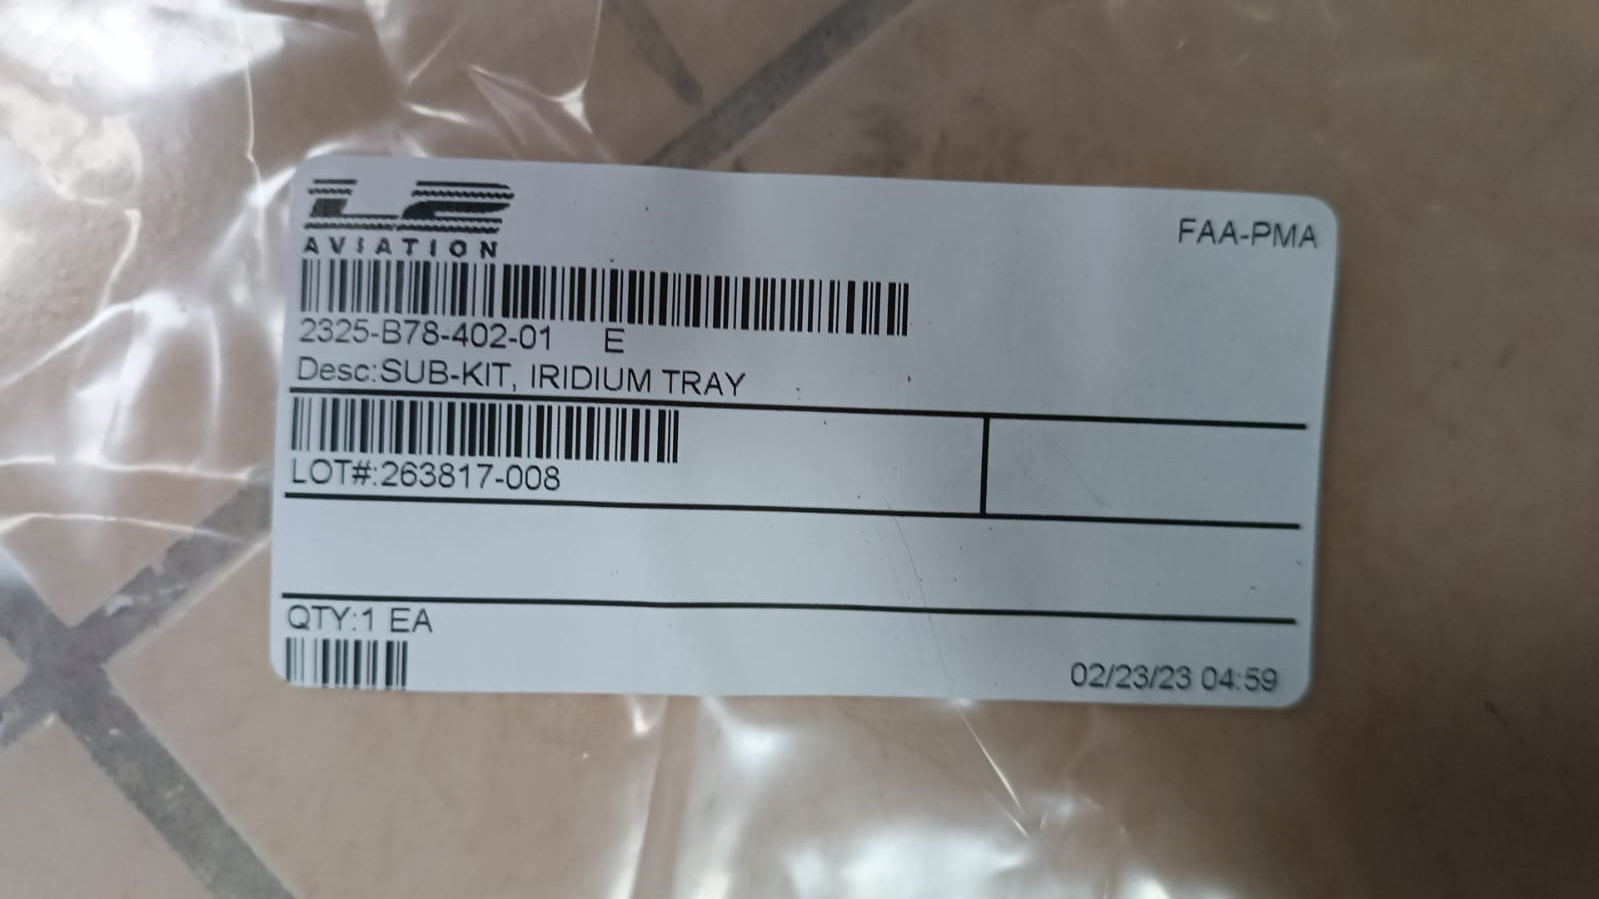 L2
AVIATION
FAA-PMA
2325-B78-402-01 E
Desc:SUB-KIT, IRIDIUM TRAY
LOT#:263817-008
QTY:1 EA
02/23/23 04:59